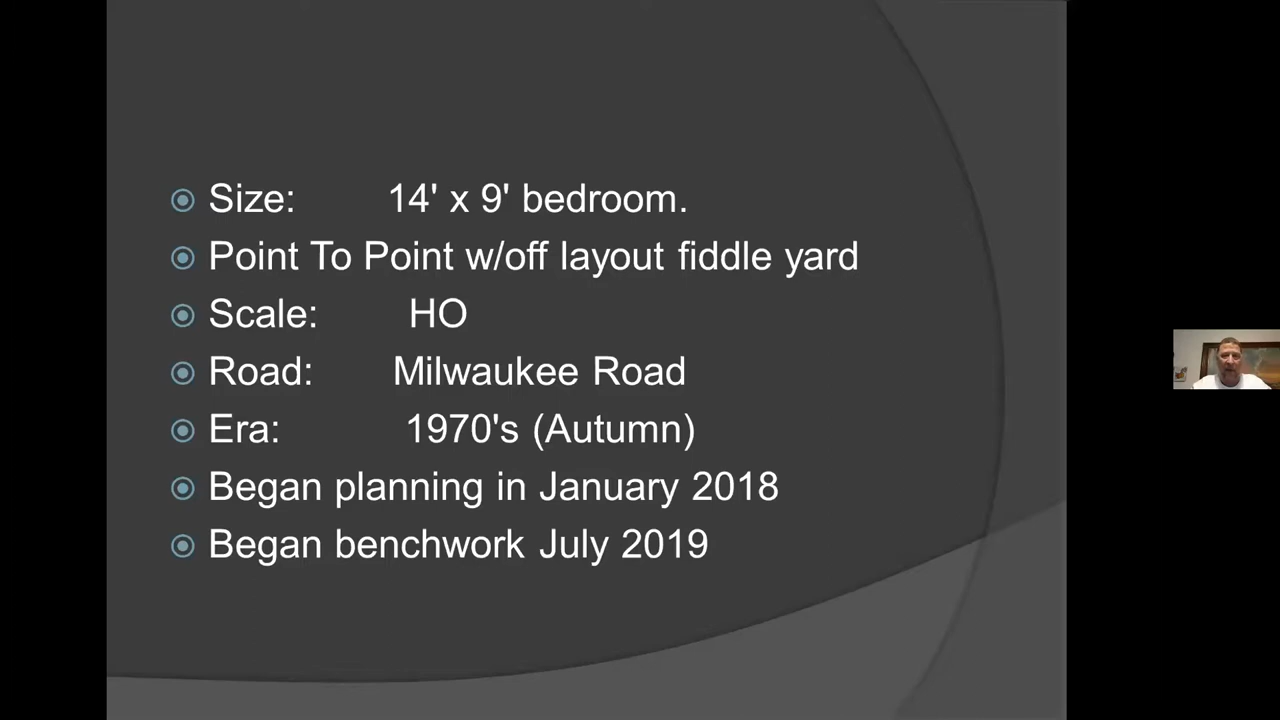 Size: 14' x 9' bedroom.
Point To Point w/off layout fiddle yard
Scale: HO
Road: Milwaukee Road
Era: 1970's (Autumn)
Began planning in January 2018
Began benchwork July 2019